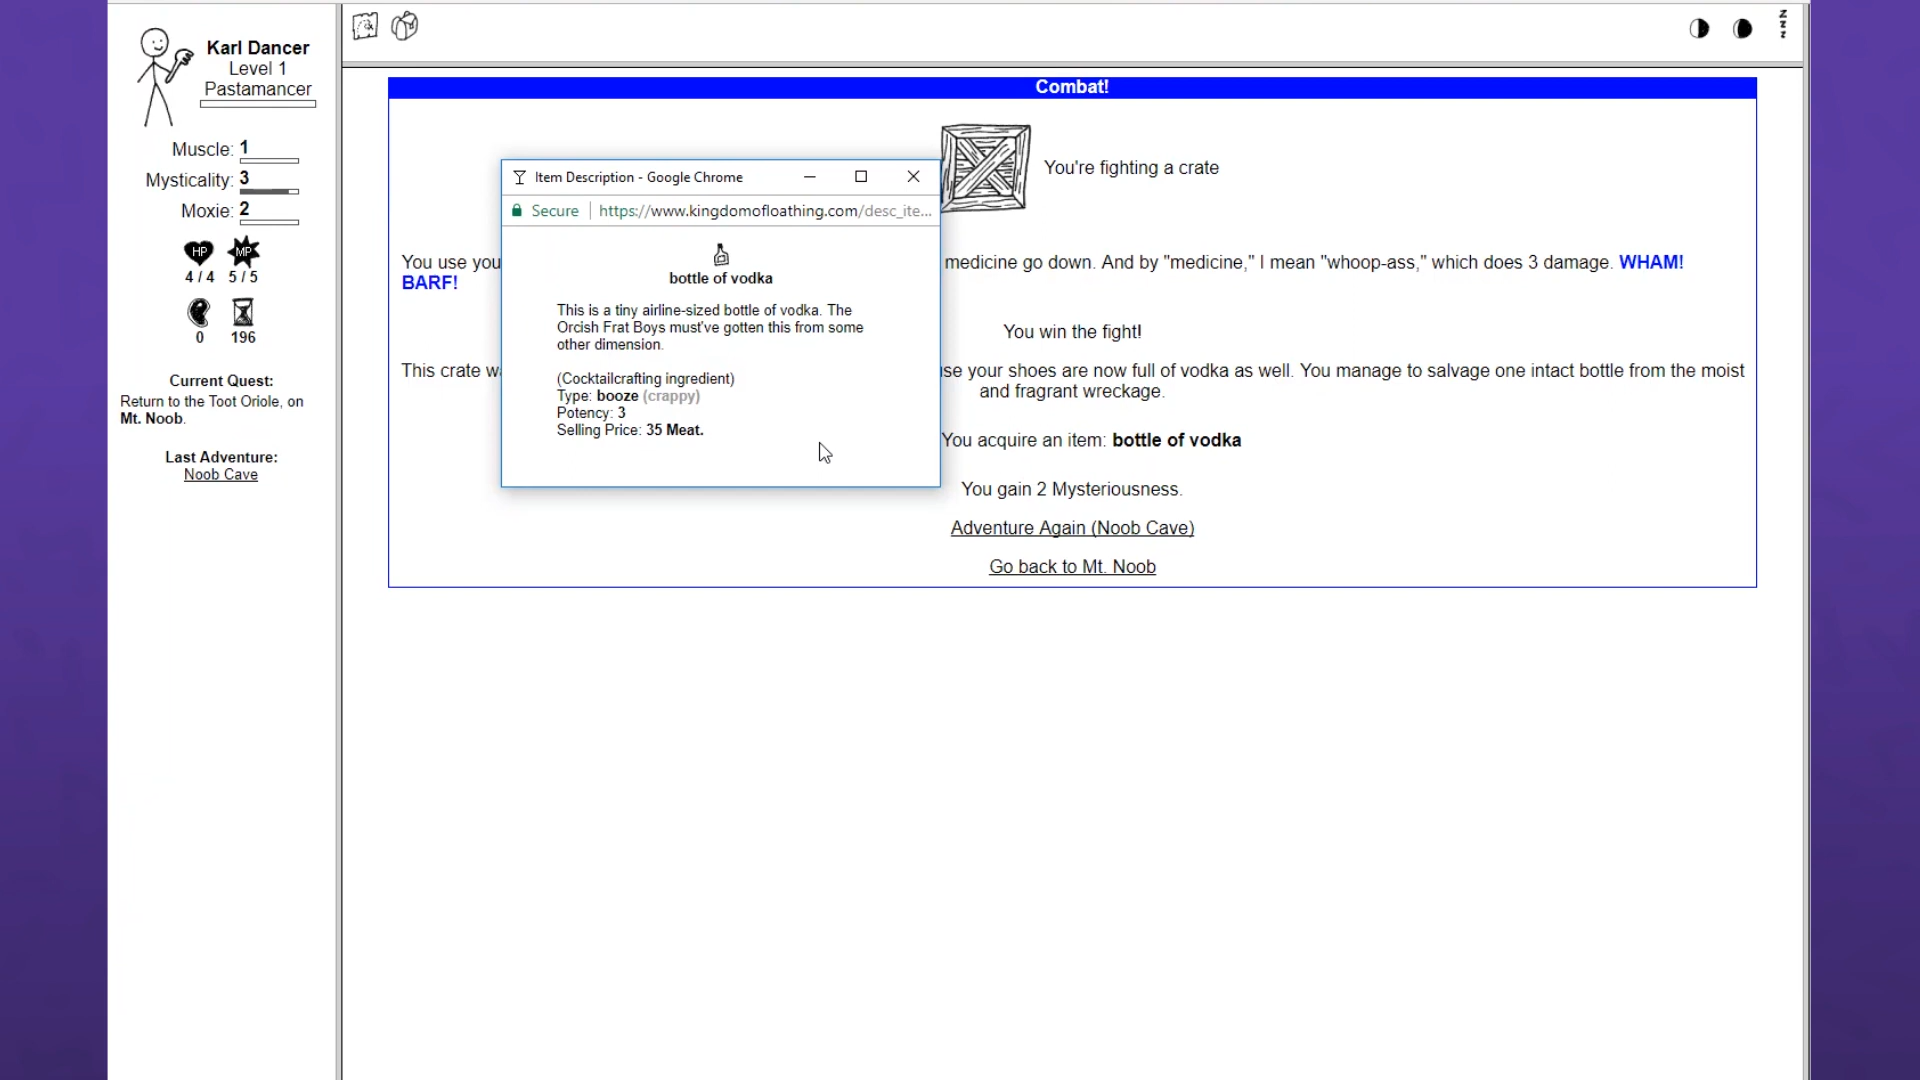 Karl Dancer
Level 1
Pastamancer
Muscle: 1
Mysticality: 3
Moxie: 2
HP MP
4 / 4 5 / 5
0 196
Current Quest:
Return to the Toot Oriole, on
Mt. Noob.
Last Adventure:
Noob Cave
z
z
z
Combat!
You're fighting a crate
You use you
medicine go down. And by "medicine," I mean "whoop-ass," which does 3 damage. WHAM!
BARF!
You win the fight!
This crate w
se your shoes are now full of vodka as well. You manage to salvage one intact bottle from the moist
and fragrant wreckage.
You acquire an item: bottle of vodka
You gain 2 Mysteriousness.
Adventure Again (Noob Cave)
Go back to Mt. Noob
Item Description - Google Chrome
Secure https://www.kingdomofloathing.com/desc_ite...
bottle of vodka
This is a tiny airline-sized bottle of vodka. The
Orcish Frat Boys must've gotten this from some
other dimension.
(Cocktailcrafting ingredient)
Type: booze (crappy)
Potency: 3
Selling Price: 35 Meat.